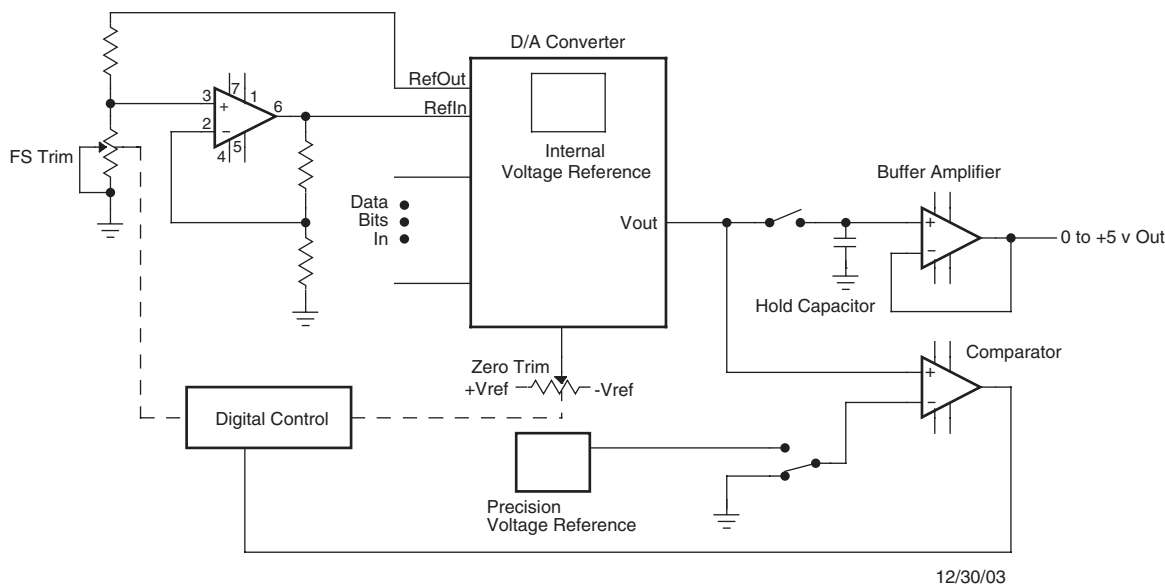 D/A Converter
RefOut
RefIn
7
3
1
6
+
2
−
5
4
FS Trim
Internal
Voltage Reference
Data
Bits
In
Vout
Buffer Amplifier
+
−
0 to +5 v Out
Hold Capacitor
Zero Trim
+Vref
-Vref
Comparator
+
−
Digital Control
Precision
Voltage Reference
12/30/03